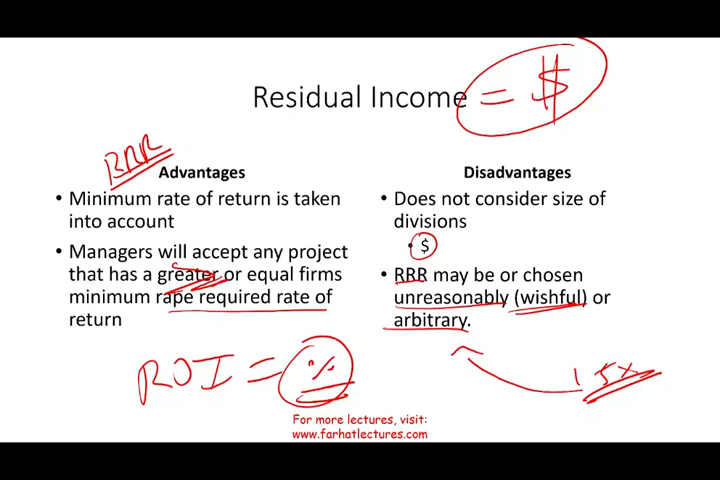 Residual Income = $
RRR
Advantages
• Minimum rate of return is taken
into account
• Managers will accept any project
that has a greater or equal firms
minimum rape required rate of
return
ROI = %
Disadvantages
• Does not consider size of
divisions
• $
• RRR may be or chosen
unreasonably (wishful) or
arbitrary.
For more lectures, visit:
www.farhatlectures.com